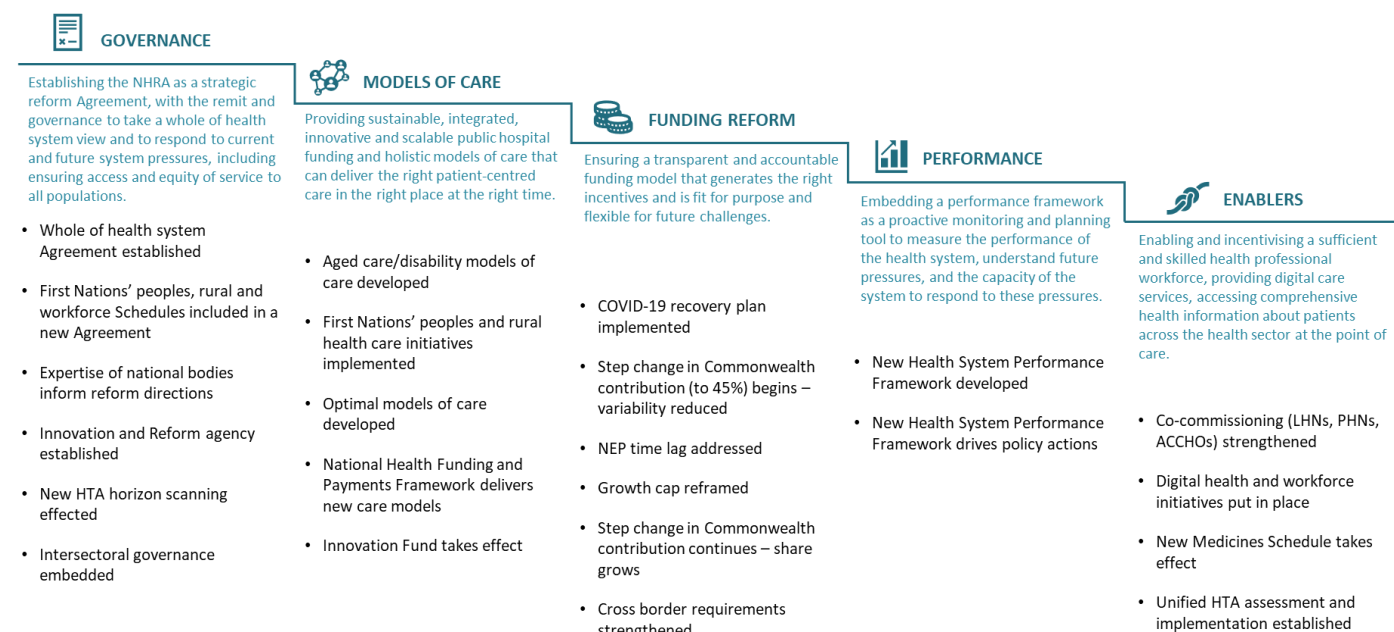 GOVERNANCE
Establishing the NHRA as a strategic
reform Agreement, with the remit and
governance to take a whole of health
system view and to respond to current
and future system pressures, including
ensuring access and equity of service to
all populations.
• Whole of health system
Agreement established
• First Nations’ peoples, rural and
workforce Schedules included in a
new Agreement
• Expertise of national bodies
inform reform directions
• Innovation and Reform agency
established
• New HTA horizon scanning
effected
• Intersectoral governance
embedded
MODELS OF CARE
Providing sustainable, integrated,
innovative and scalable public hospital
funding and holistic models of care that
can deliver the right patient-centred
care in the right place at the right time.
• Aged care/disability models of
care developed
• First Nations’ peoples and rural
health care initiatives
implemented
• Optimal models of care
developed
• National Health Funding and
Payments Framework delivers
new care models
• Innovation Fund takes effect
FUNDING REFORM
Ensuring a transparent and accountable
funding model that generates the right
incentives and is fit for purpose and
flexible for future challenges.
• COVID-19 recovery plan
implemented
• Step change in Commonwealth
contribution (to 45%) begins –
variability reduced
• NEP time lag addressed
• Growth cap reframed
• Step change in Commonwealth
contribution continues – share
grows
• Cross border requirements
strengthened
PERFORMANCE
Embedding a performance framework
as a proactive monitoring and planning
tool to measure the performance of
the health system, understand future
pressures, and the capacity of the
system to respond to these pressures.
• New Health System Performance
Framework developed
• New Health System Performance
Framework drives policy actions
ENABLERS
Enabling and incentivising a sufficient
and skilled health professional
workforce, providing digital care
services, accessing comprehensive
health information about patients
across the health sector at the point of
care.
• Co-commissioning (LHNs, PHNs,
ACCHOs) strengthened
• Digital health and workforce
initiatives put in place
• New Medicines Schedule takes
effect
• Unified HTA assessment and
implementation established